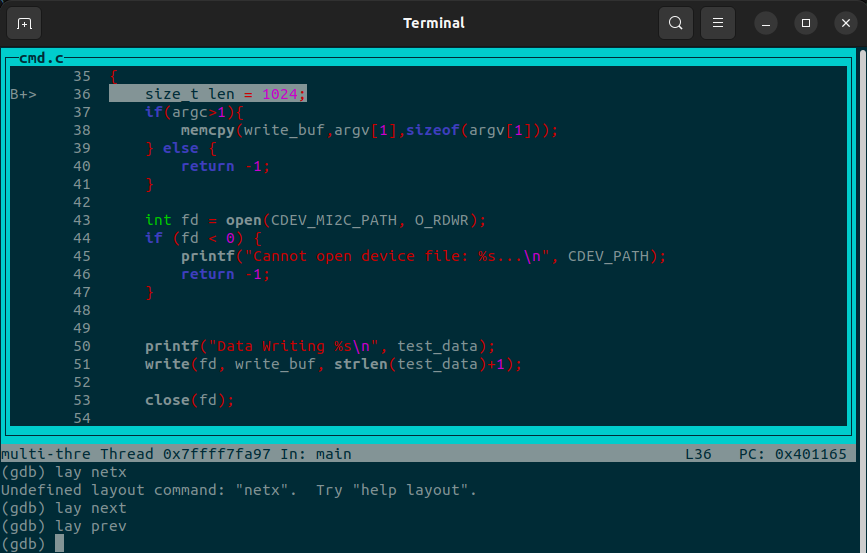 Terminal
cmd.c
35 {
B+> 36 size_t len = 1024;
37 if(argc>1){
38 memcpy(write_buf,argv[1],sizeof(argv[1]));
39 } else {
40 return -1;
41 }
42
43 int fd = open(CDEV_MI2C_PATH, O_RDWR);
44 if (fd < 0) {
45 printf("Cannot open device file: %s...\n", CDEV_PATH);
46 return -1;
47 }
48
49
50 printf("Data Writing %s\n", test_data);
51 write(fd, write_buf, strlen(test_data)+1);
52
53 close(fd);
54
multi-thre Thread 0x7ffff7fa97 In: main L36 PC: 0x401165
(gdb) lay netx
Undefined layout command: "netx". Try "help layout".
(gdb) lay next
(gdb) lay prev
(gdb)